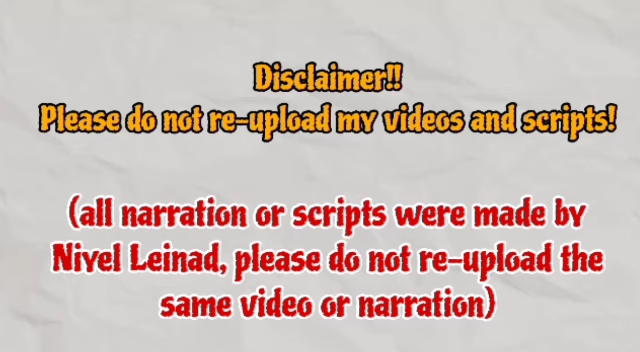 Disclaimer!!
Please do not re-upload my videos and scripts!
(all narration or scripts were made by
Nivel Leinad, please do not re-upload the
same video or narration)